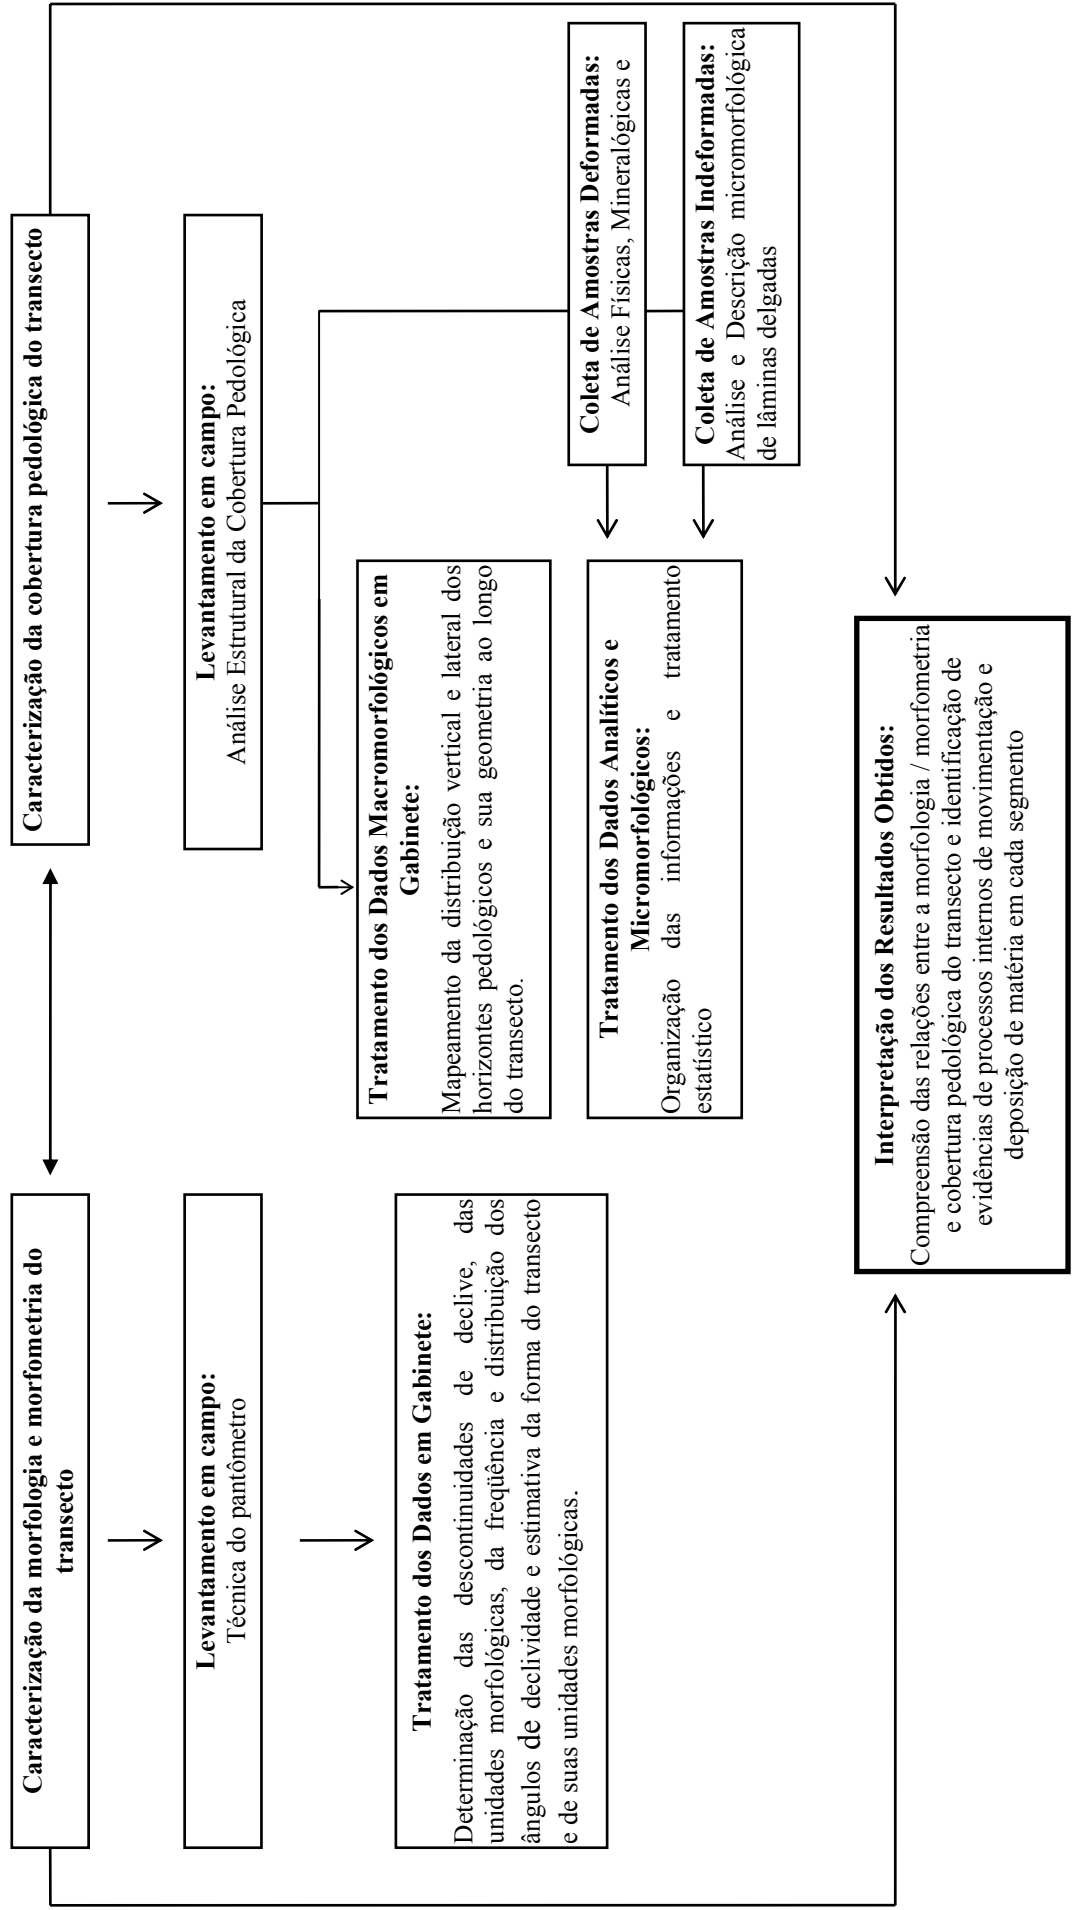 Caracterização da morfologia e morfometria do
transecto
Levantamento em campo:
Técnica do pantômetro
Tratamento dos Dados em Gabinete:
Determinação das descontinuidades de declive, das
unidades morfológicas, da freqüência e distribuição dos
ângulos de declividade e estimativa da forma do transecto
e de suas unidades morfológicas.
Caracterização da cobertura pedológica do transecto
Levantamento em campo:
Análise Estrutural da Cobertura Pedológica
Tratamento dos Dados Macromorfológicos em
Gabinete:
Mapeamento da distribuição vertical e lateral dos
horizontes pedológicos e sua geometria ao longo
do transecto.
Coleta de Amostras Deformadas:
Análise Físicas, Mineralógicas e
Coleta de Amostras Indeformadas:
Análise e Descrição micromorfológica
de lâminas delgadas
Tratamento dos Dados Analíticos e
Micromorfológicos:
Organização das informações e tratamento
estatístico
Interpretação dos Resultados Obtidos:
Compreensão das relações entre a morfologia / morfometria
e cobertura pedológica do transecto e identificação de
evidências de processos internos de movimentação e
deposição de matéria em cada segmento